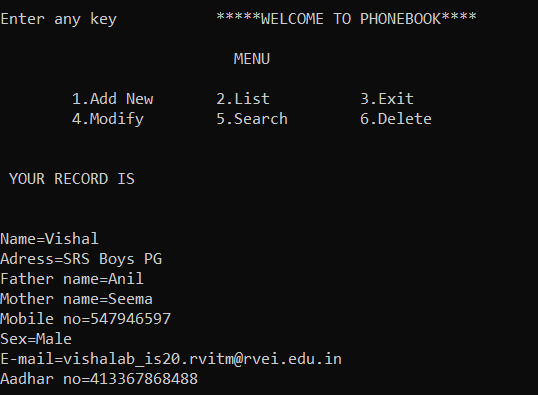 Enter any key *****WELCOME TO PHONEBOOK****
MENU
1.Add New 2.List 3.Exit
4.Modify 5.Search 6.Delete
YOUR RECORD IS
Name=Vishal
Adress=SRS Boys PG
Father name=Anil
Mother name=Seema
Mobile no=547946597
Sex=Male
E-mail=vishalab_is20.rvitm@rvei.edu.in
Aadhar no=413367868488